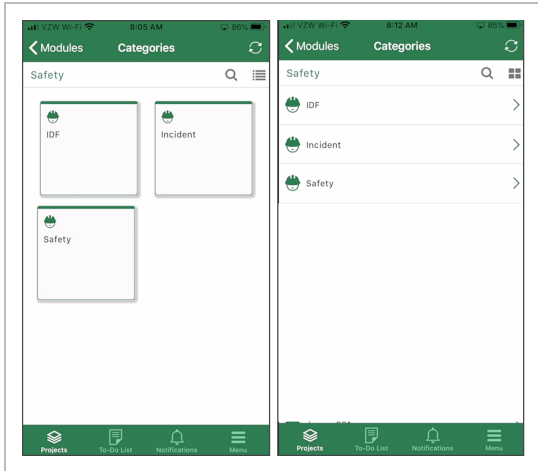 VZW Wi-Fi 8:05 AM 86%
Modules Categories
Safety
IDF
Incident
Safety
Projects To-Do List Notifications Menu
VZW Wi-Fi 8:12 AM 85%
Modules Categories
Safety
IDF
Incident
Safety
Projects To-Do List Notifications Menu